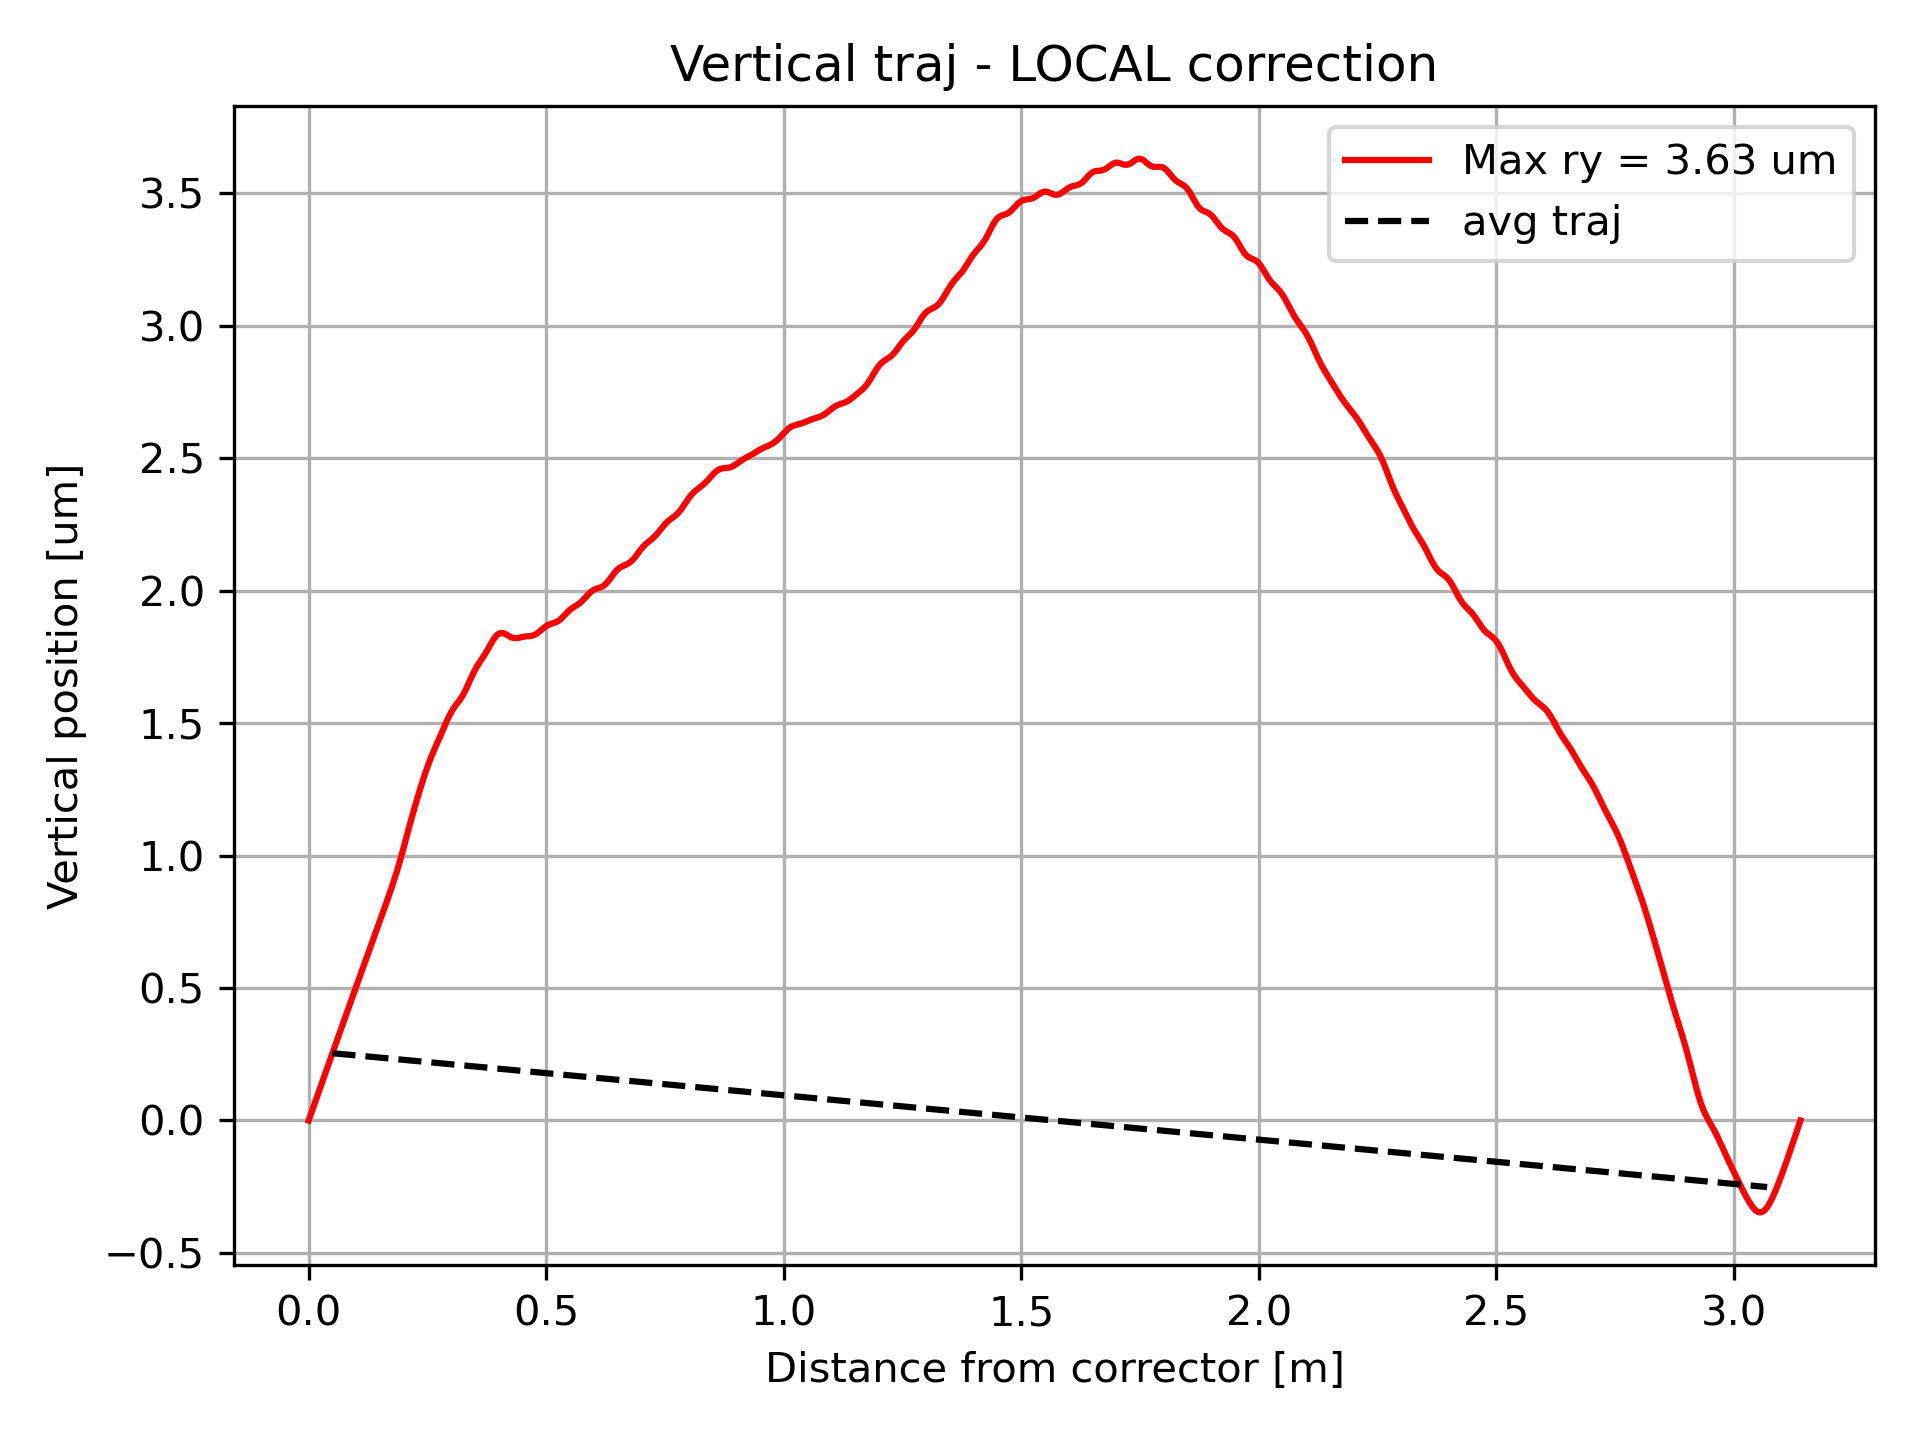 Vertical traj - LOCAL correction
Max ry = 3.63 um
avg traj
Vertical position [um]
3.5
3.0
2.5
2.0
1.5
1.0
0.5
0.0
−0.5
0.0 0.5 1.0 1.5 2.0 2.5 3.0
Distance from corrector [m]